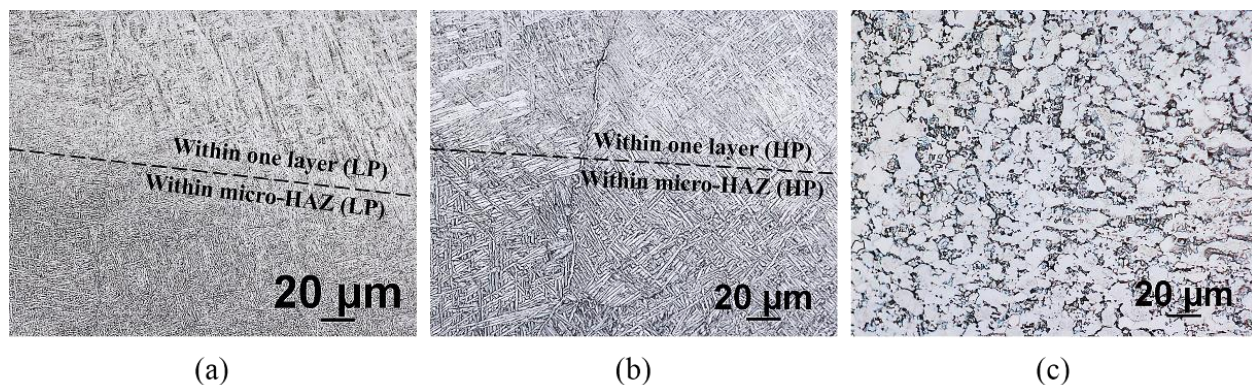 Within one layer (LP)
Within micro-HAZ (LP)
20 μm
Within one layer (HP)
Within micro-HAZ (HP)
20 μm
20 μm
(a)
(b)
(c)